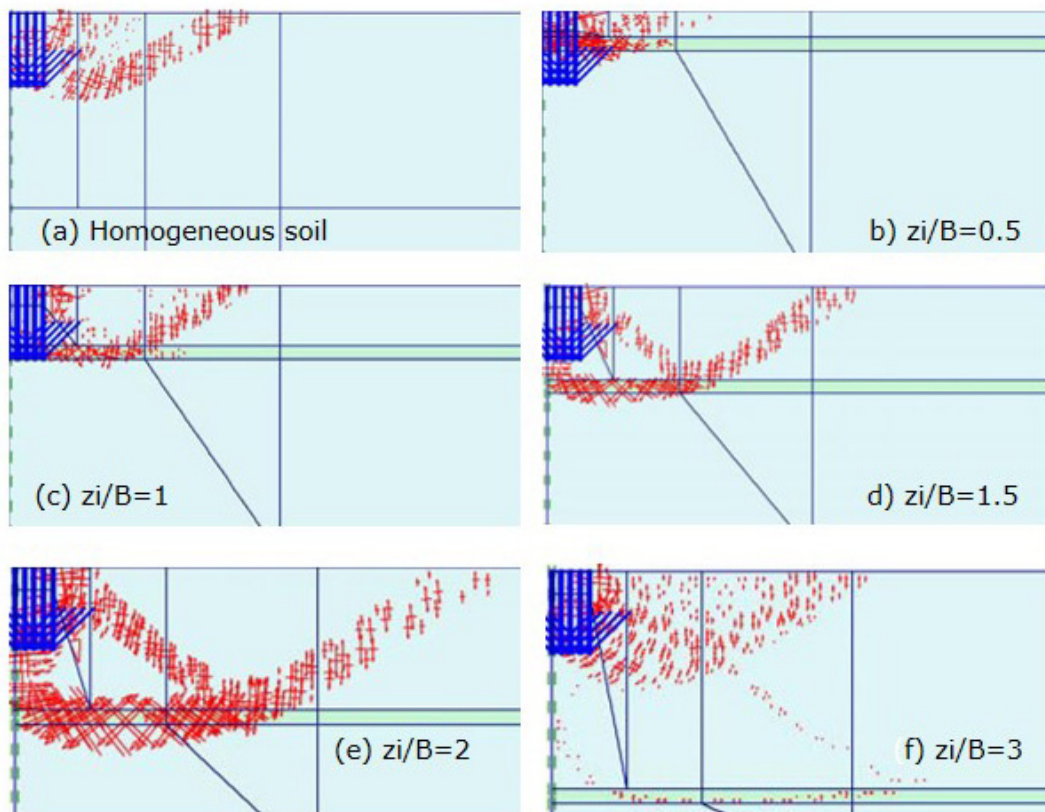 (a) Homogeneous soil
b) zi/B=0.5
(c) zi/B=1
d) zi/B=1.5
(e) zi/B=2
(f) zi/B=3